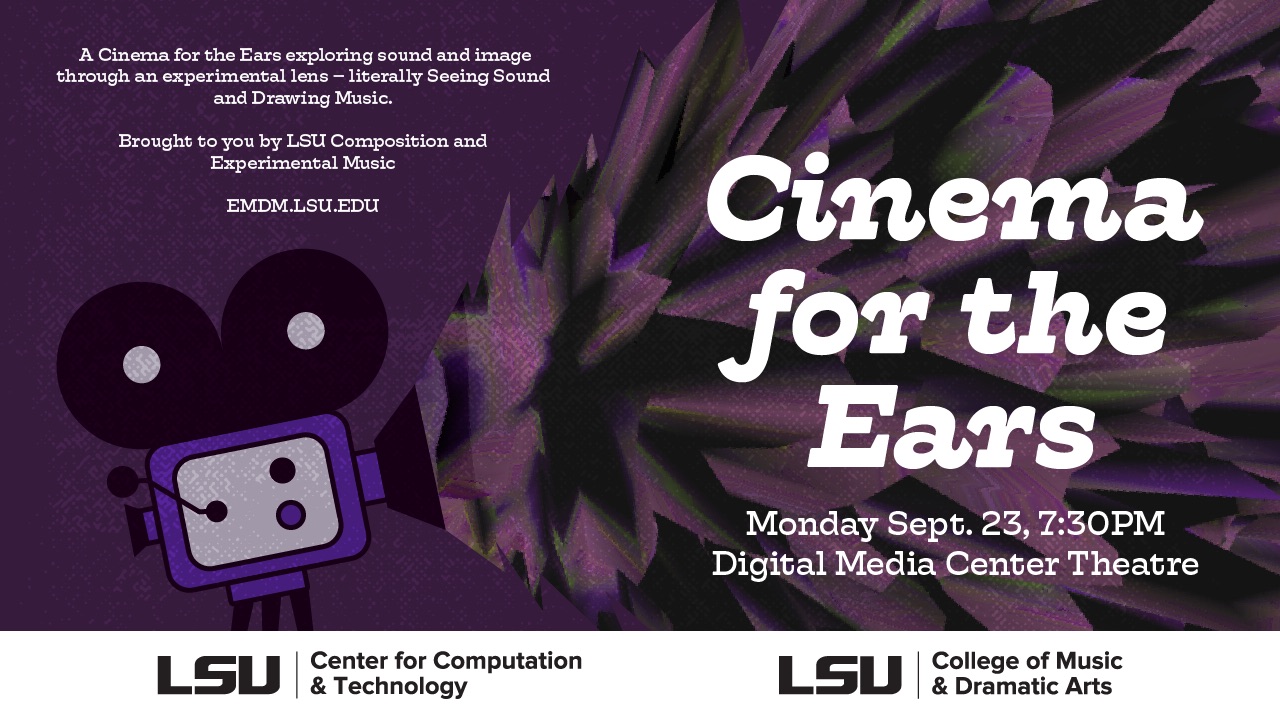 A Cinema for the Ears exploring sound and image
through an experimental lens – literally Seeing Sound
and Drawing Music.
Brought to you by LSU Composition and
Experimental Music
EMDM.LSU.EDU
Cinema
for the
Ears
Monday Sept. 23, 7:30PM
Digital Media Center Theatre
LSU | Center for Computation
& Technology
LSU | College of Music
& Dramatic Arts